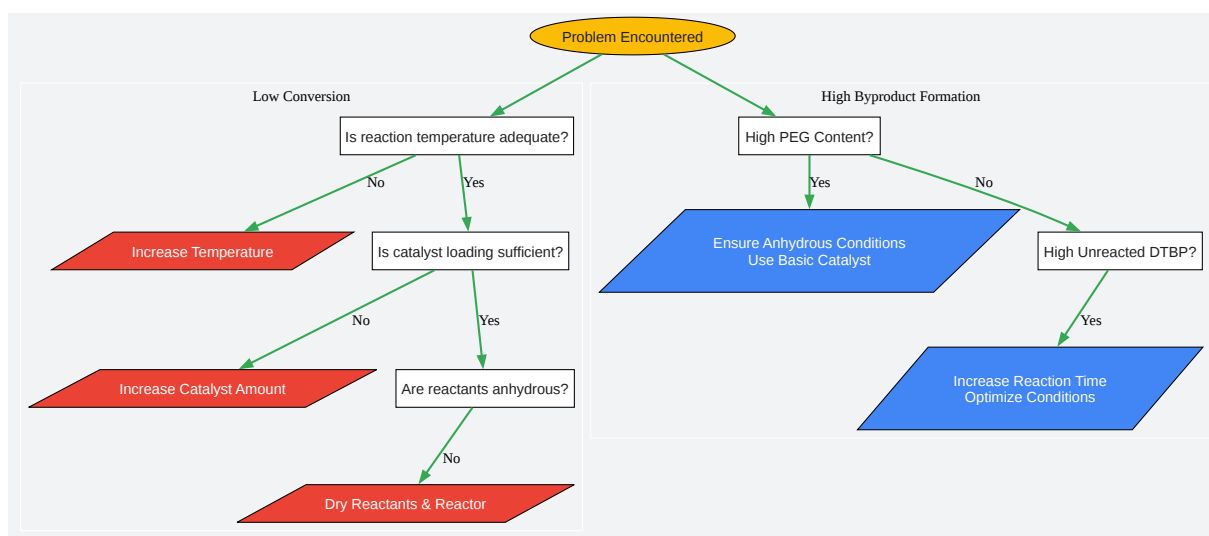 Problem Encountered
Low Conversion
High Byproduct Formation
Is reaction temperature adequate?
High PEG Content?
No
Yes
Yes
No
Increase Temperature
Is catalyst loading sufficient?
Ensure Anhydrous Conditions
Use Basic Catalyst
High Unreacted DTBP?
No
Yes
Yes
Increase Catalyst Amount
Are reactants anhydrous?
Increase Reaction Time
Optimize Conditions
No
Dry Reactants & Reactor